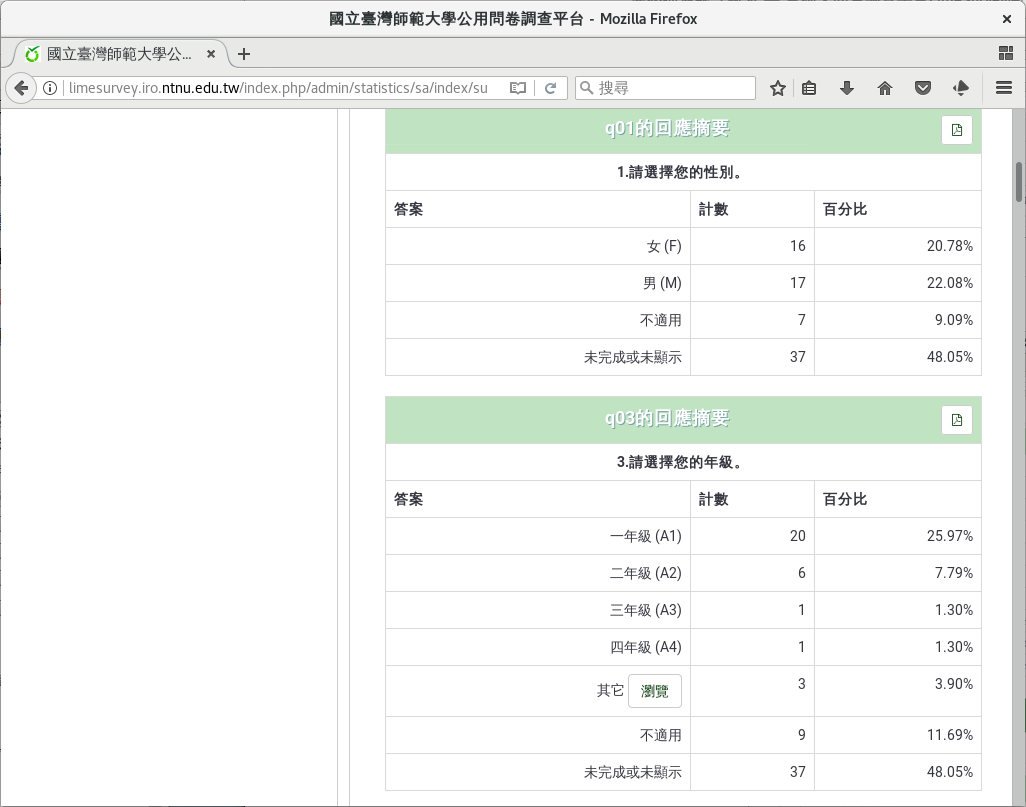 國立臺灣師範大學公用問卷調查平台 - Mozilla Firefox
國立臺灣師範大學公...
limesurvey.iro.ntnu.edu.tw/index.php/admin/statistics/sa/index/su
搜尋
q01的回應摘要
1.請選擇您的性別。
答案 計數 百分比
女 (F) 16 20.78%
男 (M) 17 22.08%
不適用 7 9.09%
未完成或未顯示 37 48.05%
q03的回應摘要
3.請選擇您的年級。
答案 計數 百分比
一年級 (A1) 20 25.97%
二年級 (A2) 6 7.79%
三年級 (A3) 1 1.30%
四年級 (A4) 1 1.30%
其它 瀏覽 3 3.90%
不適用 9 11.69%
未完成或未顯示 37 48.05%